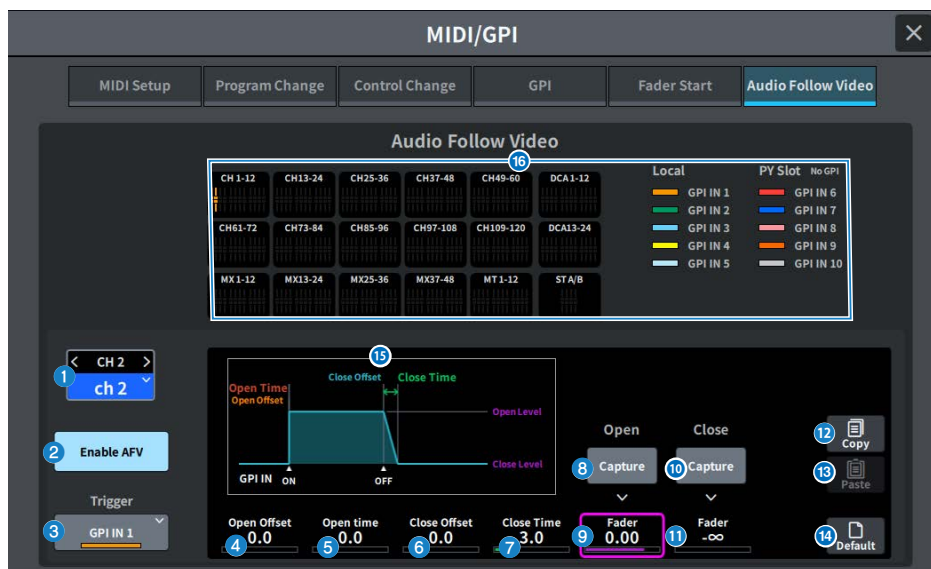 MIDI/GPI
MIDI Setup
Program Change
Control Change
GPI
Fader Start
Audio Follow Video
Audio Follow Video
16
CH 1-12
CH13-24
CH25-36
CH37-48
CH49-60
DCA1-12
CH61-72
CH73-84
CH85-96
CH97-108
CH109-120
DCA13-24
MX1-12
MX13-24
MX25-36
MX37-48
MT1-12
ST A/B
Local
GPI IN 1
GPI IN 2
GPI IN 3
GPI IN 4
GPI IN 5
PY Slot No GPI
GPI IN 6
GPI IN 7
GPI IN 8
GPI IN 9
GPI IN 10
CH 2
1
ch 2
2
Enable AFV
Trigger
3
GPI IN 1
15
Open Time
Open Offset
Close Offset
Close Time
Open Level
Close Level
GPI IN
ON
OFF
Open
Close
8
Capture
10
Capture
12
Copy
13
Paste
14
Default
Open Offset
4
0.0
Open time
5
0.0
Close Offset
6
0.0
Close Time
7
3.0
Fader
9
0.00
Fader
11
-∞